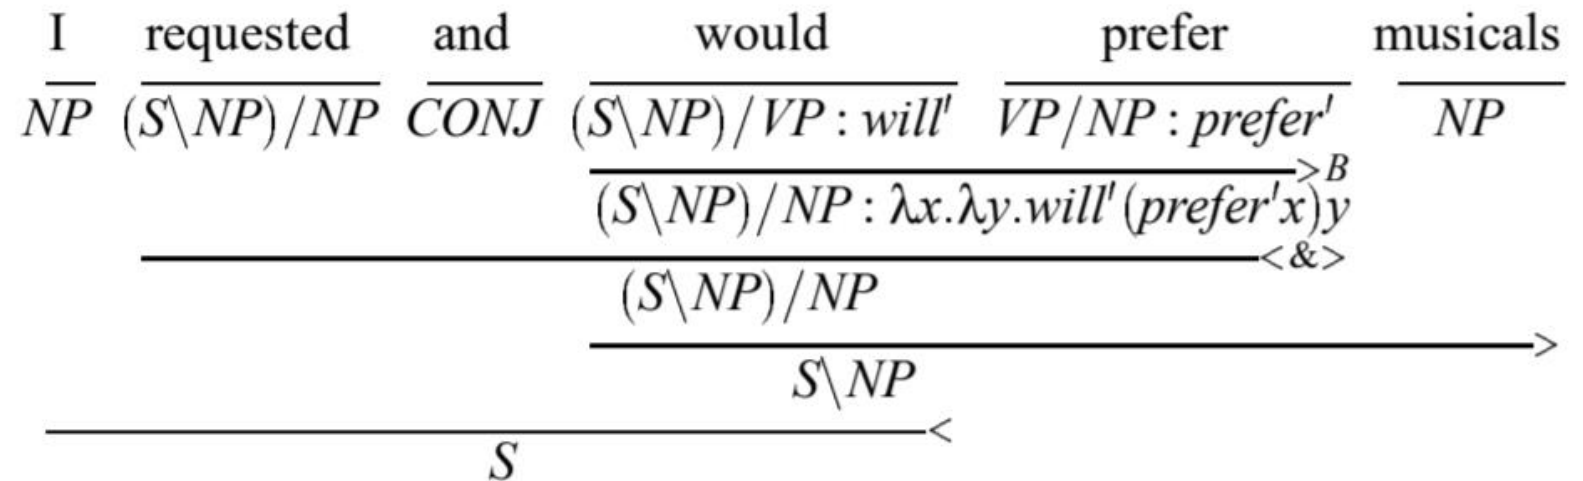 I requested and would prefer musicals
NP (S\NP)/NP CONJ (S\NP)/VP : will' VP/NP : prefer' NP
>B
(S\NP)/NP : λx.λy.will'(prefer'x)y
<&>
(S\NP)/NP
>
S\NP
<
S